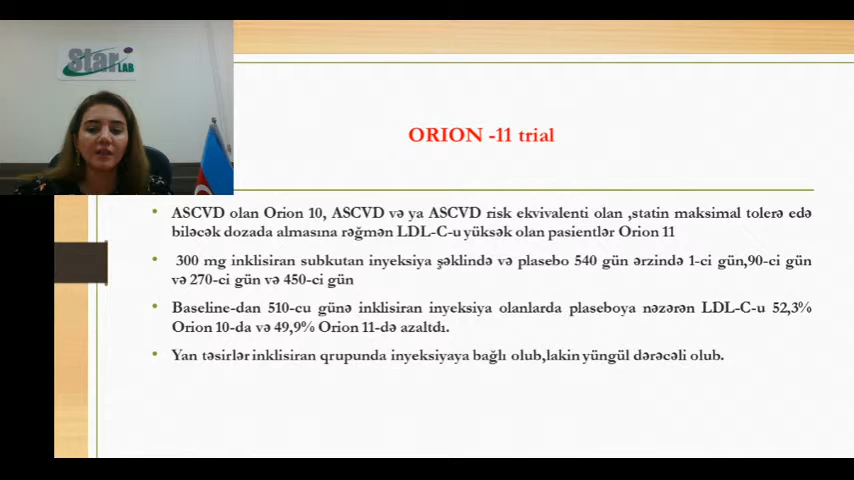 Star LAB
ORION -11 trial
• ASCVD olan Orion 10, ASCVD və ya ASCVD risk ekvivalenti olan ,statin maksimal tolerə edə
biləcək dozada almasına rəğmən LDL-C-u yüksək olan pasientlər Orion 11
• 300 mg inklisiran subkutan inyeksiya şəklində və plasebo 540 gün ərzində 1-ci gün,90-ci gün
və 270-ci gün və 450-ci gün
• Baseline-dan 510-cu günə inklisiran inyeksiya olanlarda plaseboya nəzərən LDL-C-u 52,3%
Orion 10-da və 49,9% Orion 11-də azaltdı.
• Yan təsirlər inklisiran qrupunda inyeksiyaya bağlı olub,lakin yüngül dərəcəli olub.